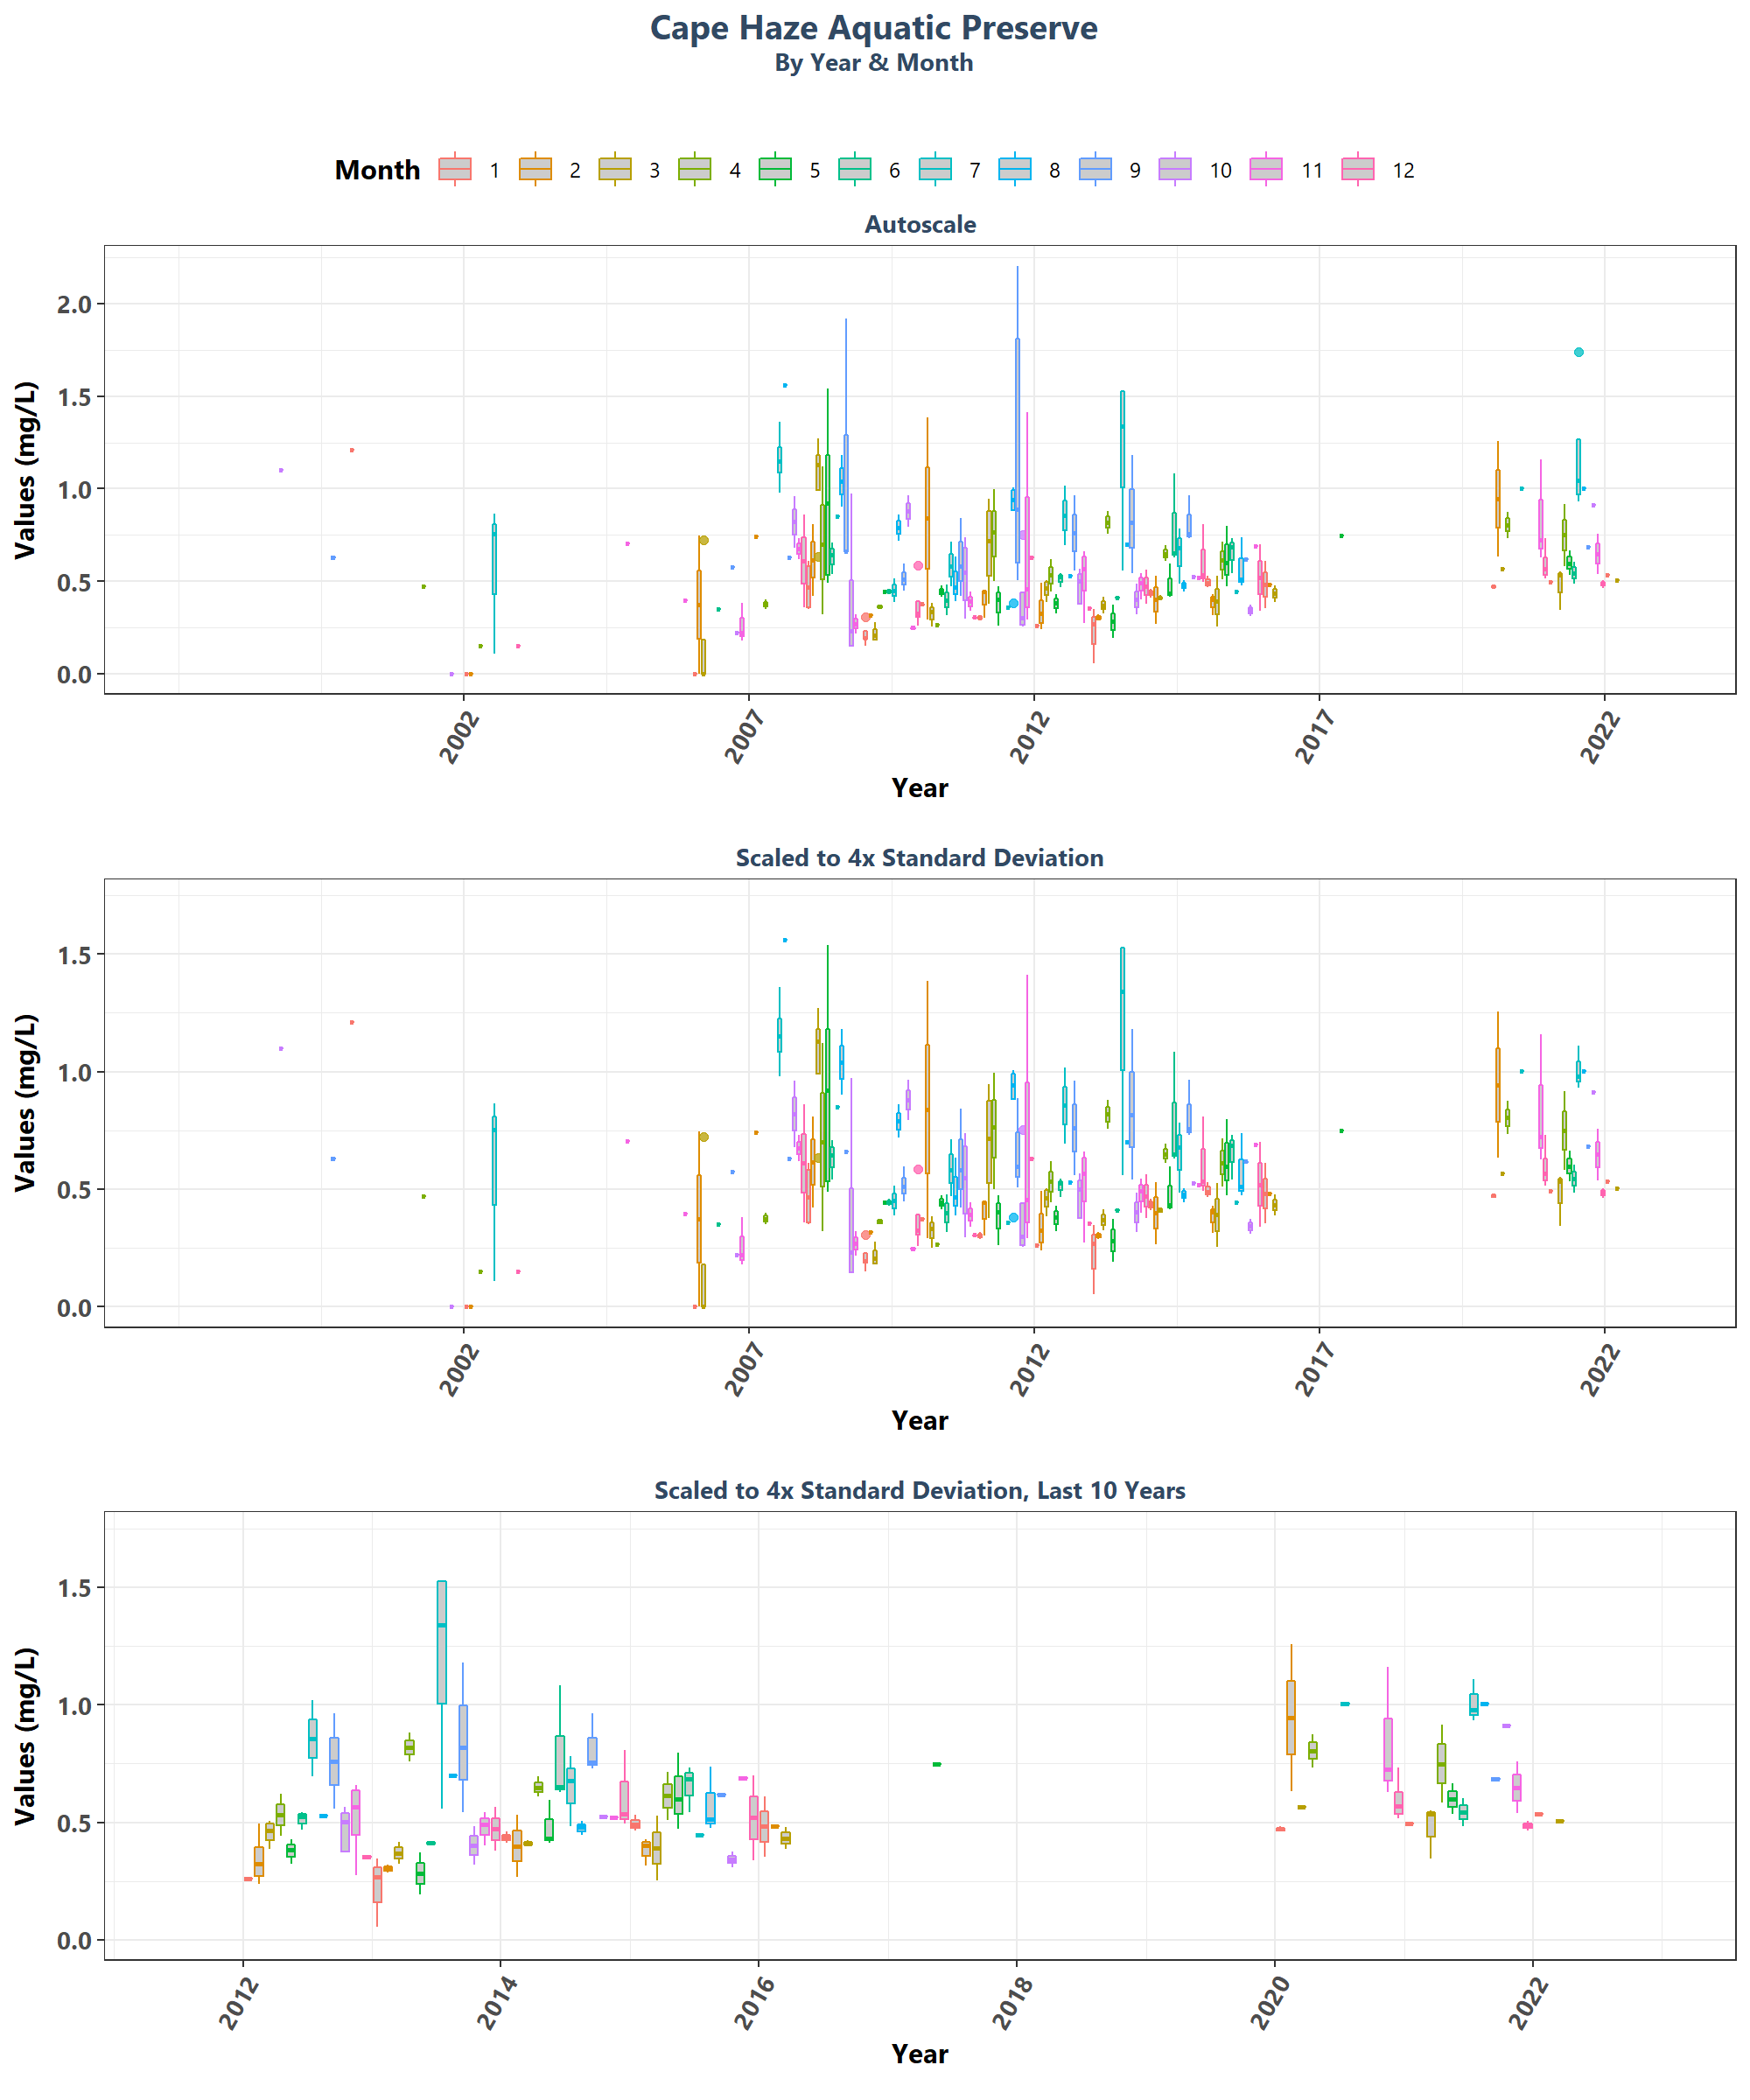 Cape Haze Aquatic Preserve
By Year & Month
Month 1 2 3 4 5 6 7 8 9 10 11 12
Autoscale
Values (mg/L)
2.0
1.5
1.0
0.5
0.0
2002 2007 2012 2017 2022
Year
Scaled to 4x Standard Deviation
Values (mg/L)
1.5
1.0
0.5
0.0
2002 2007 2012 2017 2022
Year
Scaled to 4x Standard Deviation, Last 10 Years
Values (mg/L)
1.5
1.0
0.5
0.0
2012 2014 2016 2018 2020 2022
Year